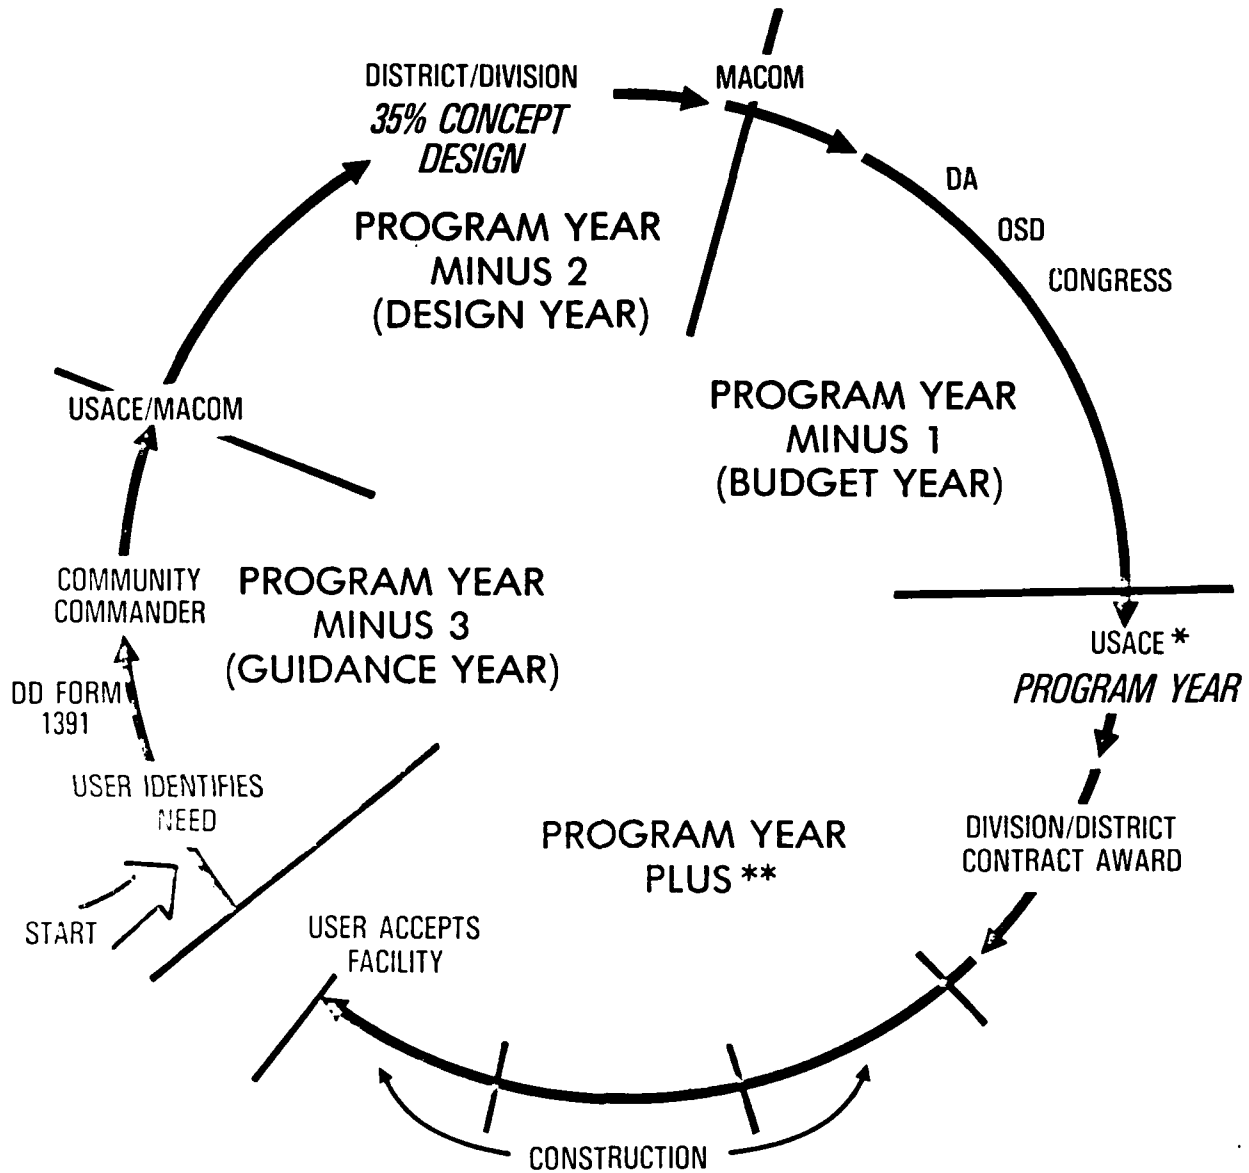 DISTRICT/DIVISION
35% CONCEPT
DESIGN
MACOM
DA
OSD
CONGRESS
PROGRAM YEAR
MINUS 2
(DESIGN YEAR)
PROGRAM YEAR
MINUS 1
(BUDGET YEAR)
USACE/MACOM
COMMUNITY
COMMANDER
PROGRAM YEAR
MINUS 3
(GUIDANCE YEAR)
USACE *
PROGRAM YEAR
DD FORM
1391
USER IDENTIFIES
NEED
PROGRAM YEAR
PLUS **
DIVISION/DISTRICT
CONTRACT AWARD
START
USER ACCEPTS
FACILITY
CONSTRUCTION